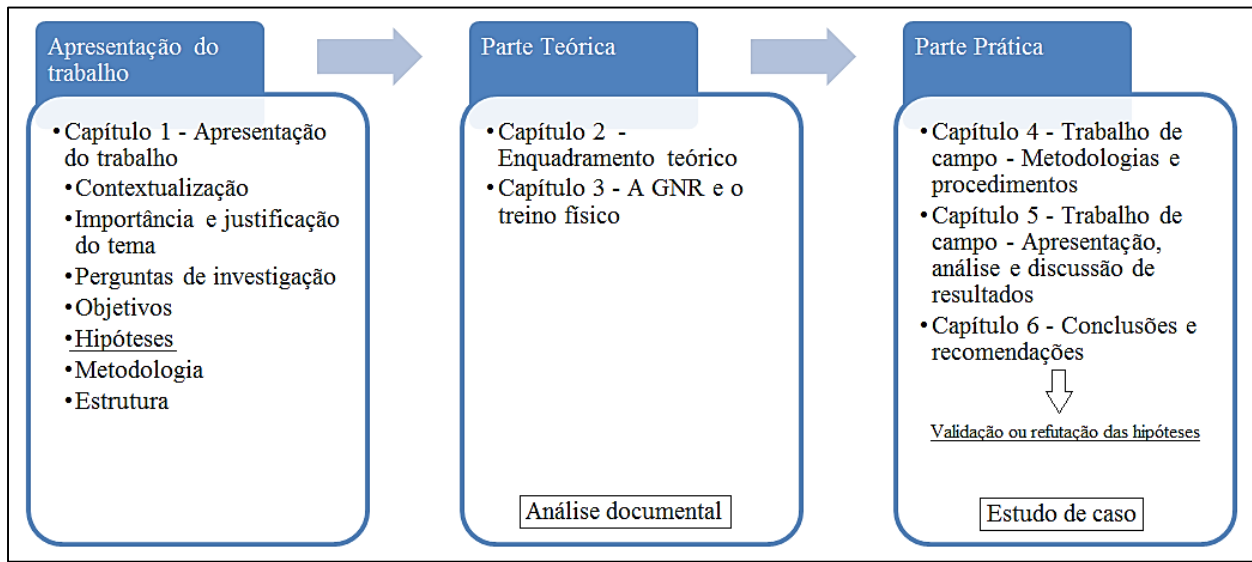 Apresentação do
trabalho
• Capítulo 1 - Apresentação
do trabalho
• Contextualização
• Importância e justificação
do tema
• Perguntas de investigação
• Objetivos
• Hipóteses
• Metodologia
• Estrutura
Parte Teórica
• Capítulo 2 -
Enquadramento teórico
• Capítulo 3 - A GNR e o
treino físico
Análise documental
Parte Prática
• Capítulo 4 - Trabalho de
campo - Metodologias e
procedimentos
• Capítulo 5 - Trabalho de
campo - Apresentação,
análise e discussão de
resultados
• Capítulo 6 - Conclusões e
recomendações
Validação ou refutação das hipóteses
Estudo de caso